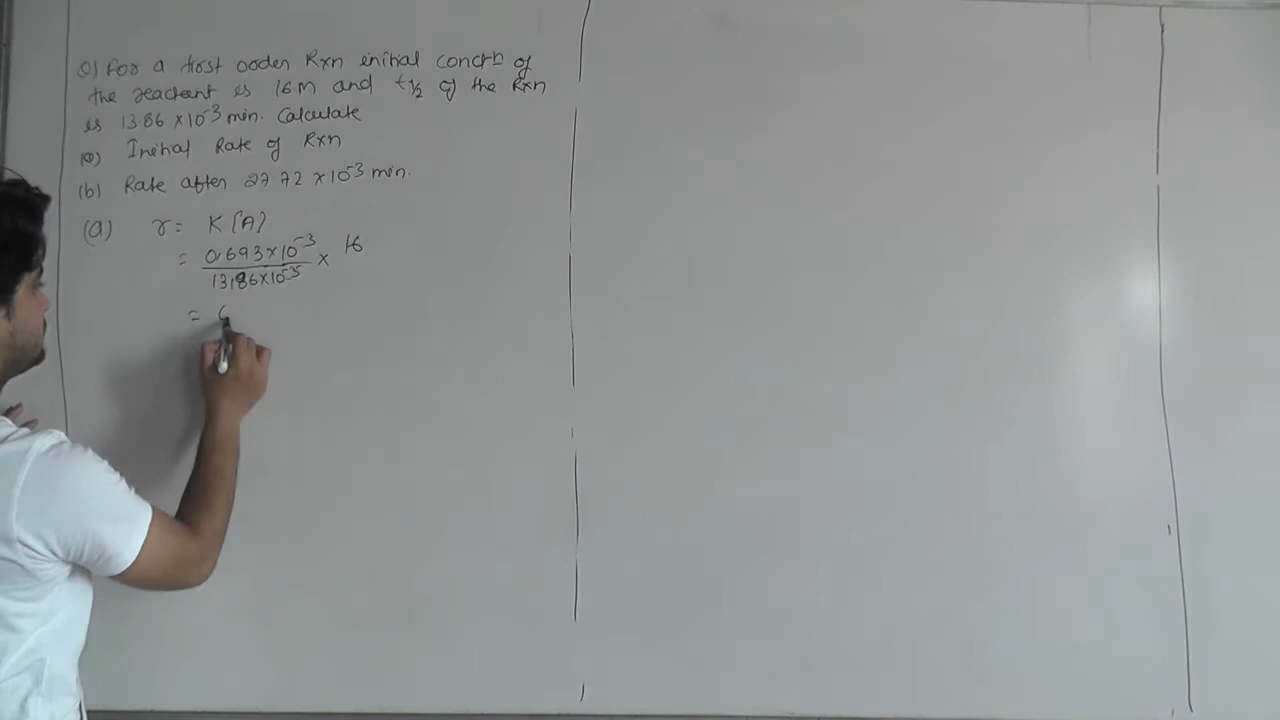 Q) For a first order Rxn initial conctn of
the reactant is 16M and t1/2 of the Rxn
is 13.86 x 10^-3 min. Calculate
(a) Initial Rate of Rxn
(b) Rate after 27.72 x 10^-3 min.
(a) r = K [A]
= 0.693 x 10^-3 / 13.86 x 10^-3 x 16
=